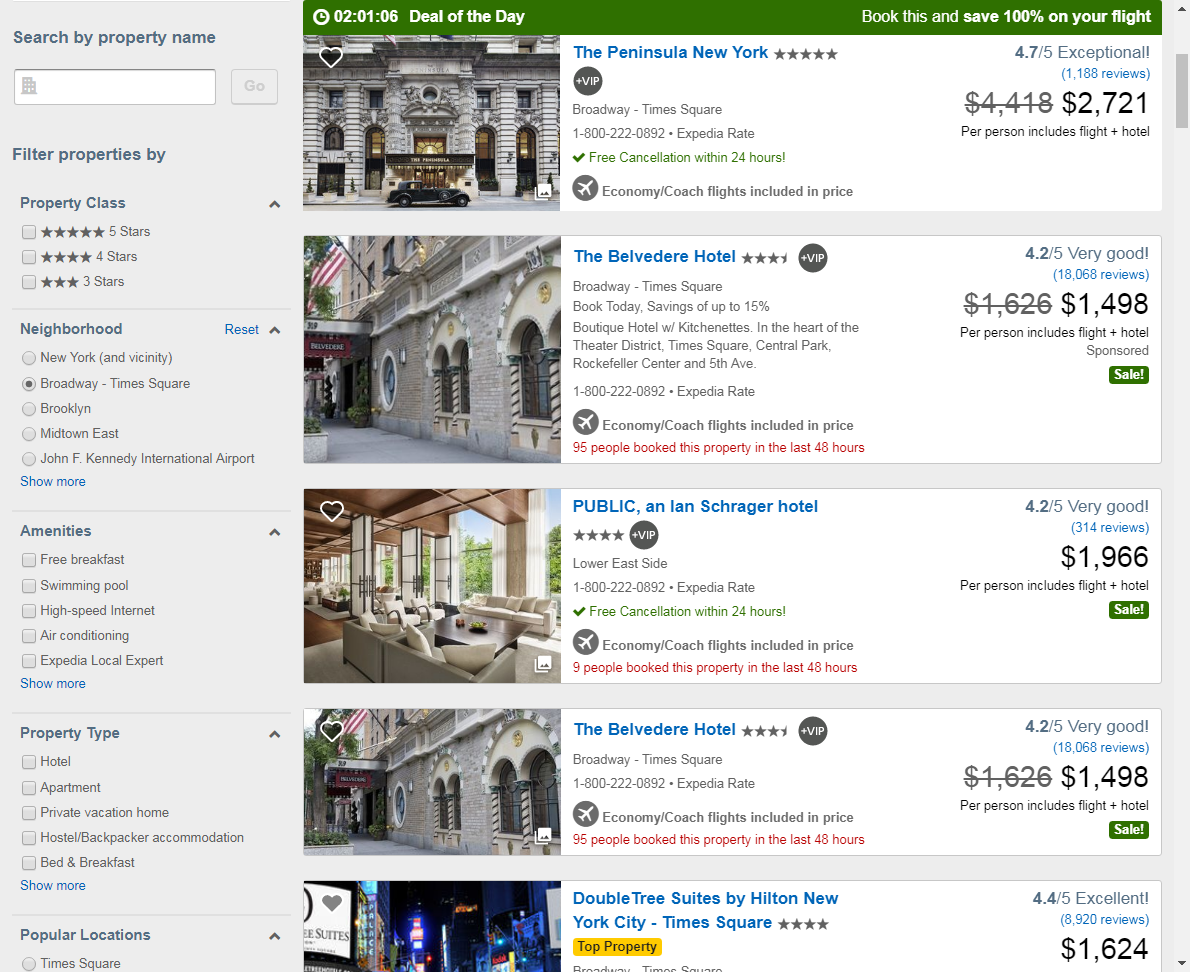 Search by property name
Go
Filter properties by
Property Class
5 Stars
4 Stars
3 Stars
Neighborhood
Reset
New York (and vicinity)
Broadway - Times Square
Brooklyn
Midtown East
John F. Kennedy International Airport
Show more
Amenities
Free breakfast
Swimming pool
High-speed Internet
Air conditioning
Expedia Local Expert
Show more
Property Type
Hotel
Apartment
Private vacation home
Hostel/Backpacker accommodation
Bed & Breakfast
Show more
Popular Locations
Times Square
02:01:06 Deal of the Day
Book this and save 100% on your flight
THE PENINSULA
The Peninsula New York
+VIP
Broadway - Times Square
1-800-222-0892 • Expedia Rate
Free Cancellation within 24 hours!
Economy/Coach flights included in price
4.7/5 Exceptional!
(1,188 reviews)
$4,418 $2,721
Per person includes flight + hotel
319
BELVEDERE
The Belvedere Hotel
+VIP
Broadway - Times Square
Book Today, Savings of up to 15%
Boutique Hotel w/ Kitchenettes. In the heart of the
Theater District, Times Square, Central Park,
Rockefeller Center and 5th Ave.
1-800-222-0892 • Expedia Rate
Economy/Coach flights included in price
95 people booked this property in the last 48 hours
4.2/5 Very good!
(18,068 reviews)
$1,626 $1,498
Per person includes flight + hotel
Sponsored
Sale!
PUBLIC, an Ian Schrager hotel
+VIP
Lower East Side
1-800-222-0892 • Expedia Rate
Free Cancellation within 24 hours!
Economy/Coach flights included in price
9 people booked this property in the last 48 hours
4.2/5 Very good!
(314 reviews)
$1,966
Per person includes flight + hotel
Sale!
BELVEDERE
The Belvedere Hotel
+VIP
Broadway - Times Square
1-800-222-0892 • Expedia Rate
Economy/Coach flights included in price
95 people booked this property in the last 48 hours
4.2/5 Very good!
(18,068 reviews)
$1,626 $1,498
Per person includes flight + hotel
Sale!
EE SUITES
PALACE
DoubleTree Suites by Hilton New
York City - Times Square
Top Property
Broadway - Times Square
4.4/5 Excellent!
(8,920 reviews)
$1,624